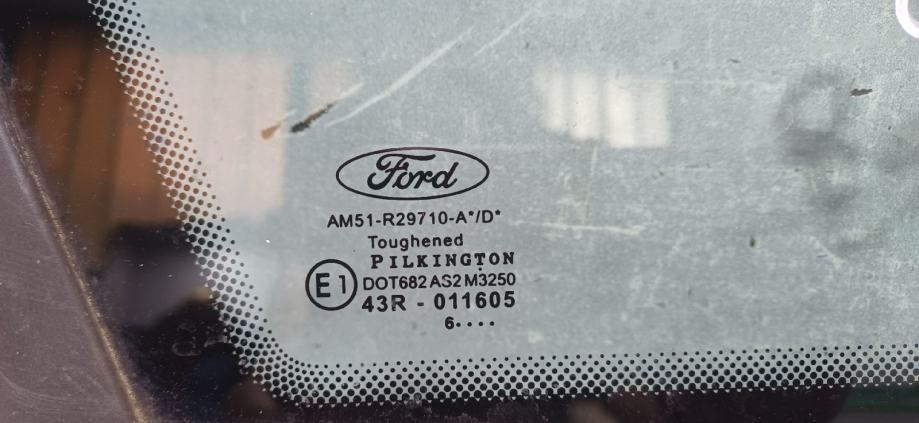 Ford
AM51-R29710-A*/D*
Toughened
PILKINGTON
E1 DOT682 AS2 M3250
43R - 011605
6....